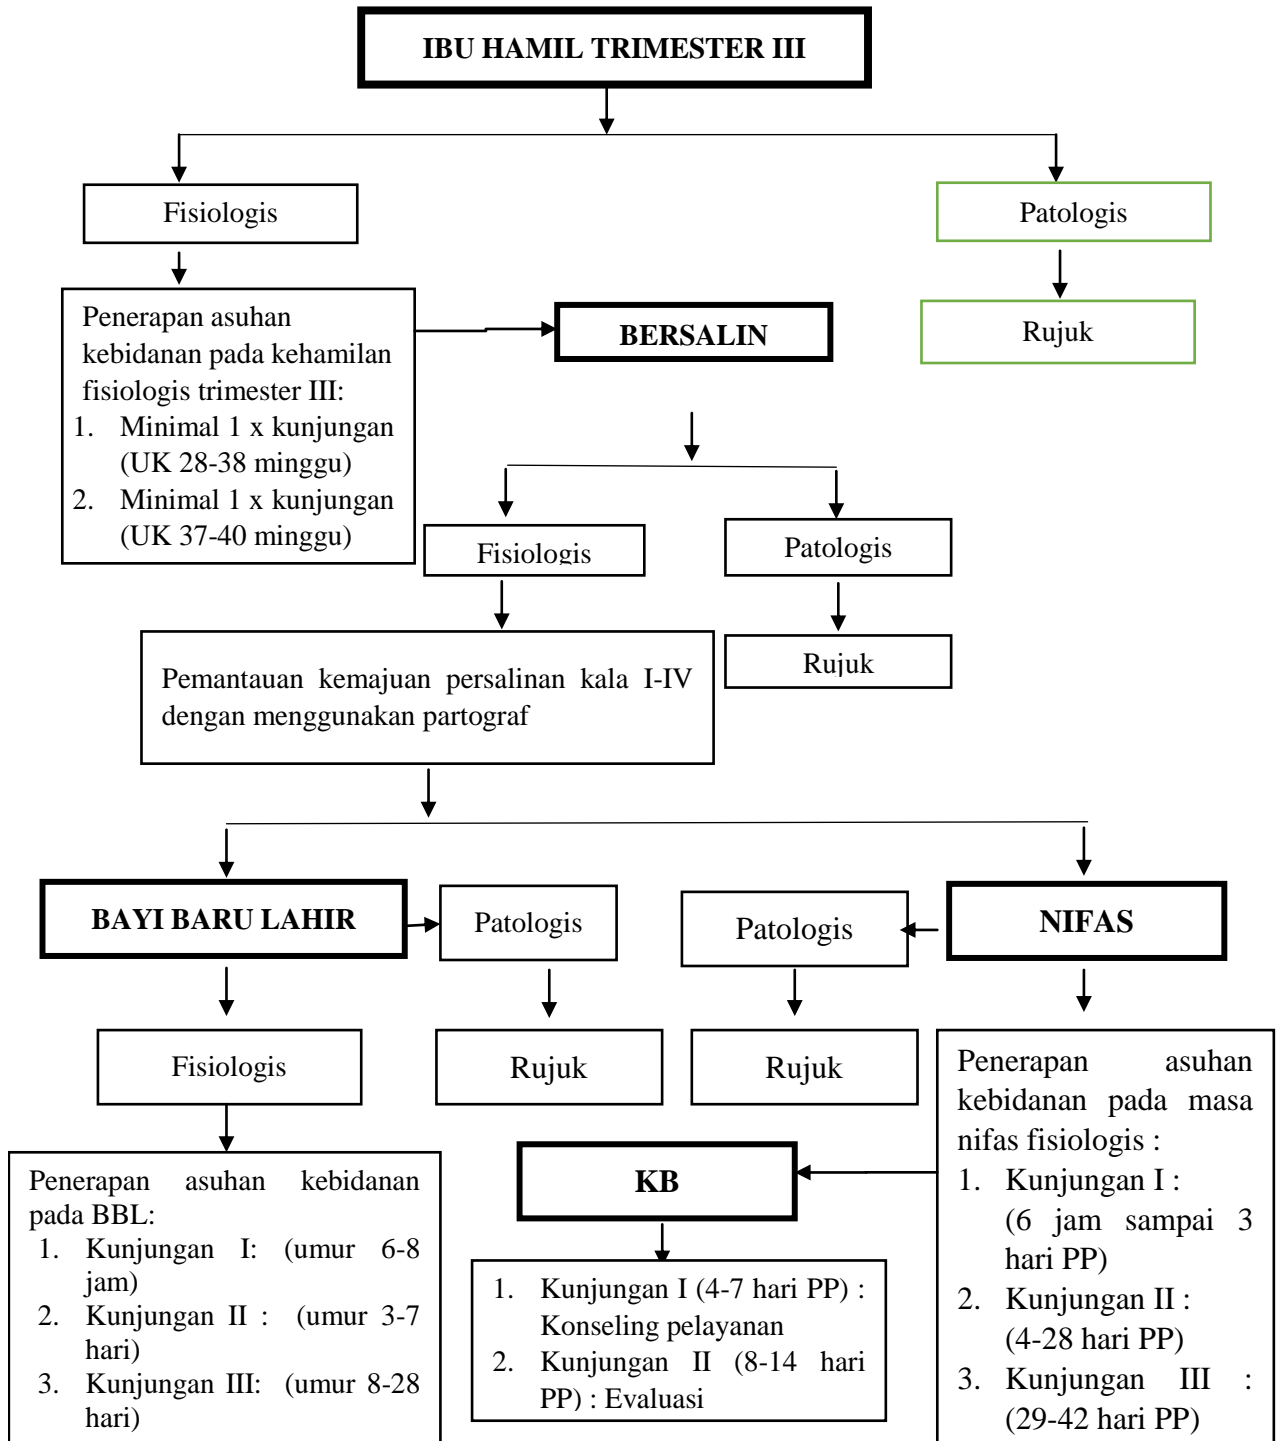 IBU HAMIL TRIMESTER III
Fisiologis
Patologis
Penerapan asuhan
kebidanan pada kehamilan
fisiologis trimester III:
1. Minimal 1 x kunjungan
(UK 28-38 minggu)
2. Minimal 1 x kunjungan
(UK 37-40 minggu)
BERSALIN
Rujuk
Fisiologis
Patologis
Rujuk
Pemantauan kemajuan persalinan kala I-IV
dengan menggunakan partograf
BAYI BARU LAHIR
Patologis
Patologis
NIFAS
Fisiologis
Rujuk
Rujuk
Penerapan asuhan
kebidanan pada masa
nifas fisiologis :
1. Kunjungan I :
(6 jam sampai 3
hari PP)
2. Kunjungan II :
(4-28 hari PP)
3. Kunjungan III :
(29-42 hari PP)
KB
Penerapan asuhan kebidanan
pada BBL:
1. Kunjungan I: (umur 6-8
jam)
2. Kunjungan II : (umur 3-7
hari)
3. Kunjungan III: (umur 8-28
hari)
1. Kunjungan I (4-7 hari PP) :
Konseling pelayanan
2. Kunjungan II (8-14 hari
PP) : Evaluasi